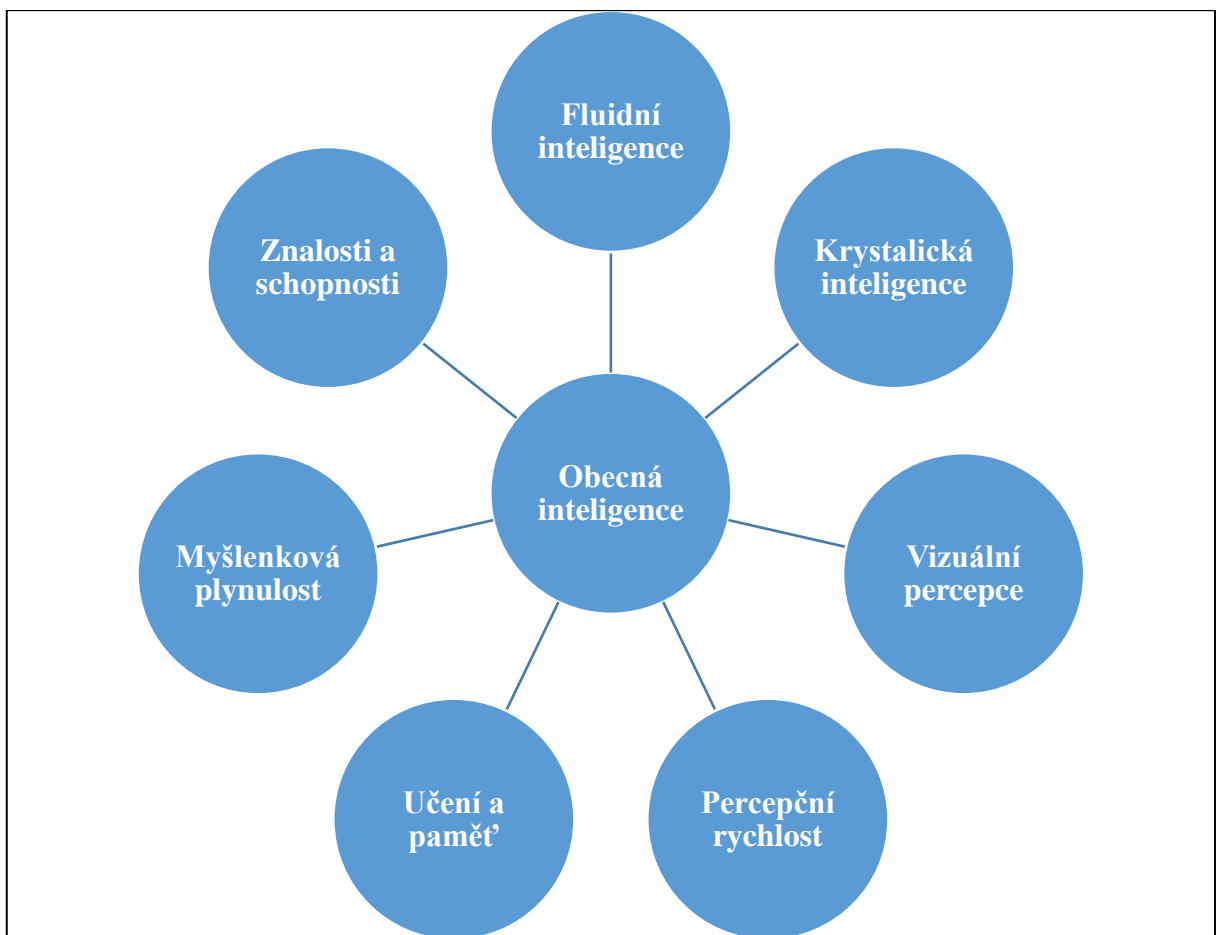 Fluidní
inteligence
Znalosti a
schopnosti
Krystalická
inteligence
Obecná
inteligence
Myšlenková
plynulost
Vizuální
percepce
Učení a
paměť
Percepční
rychlost